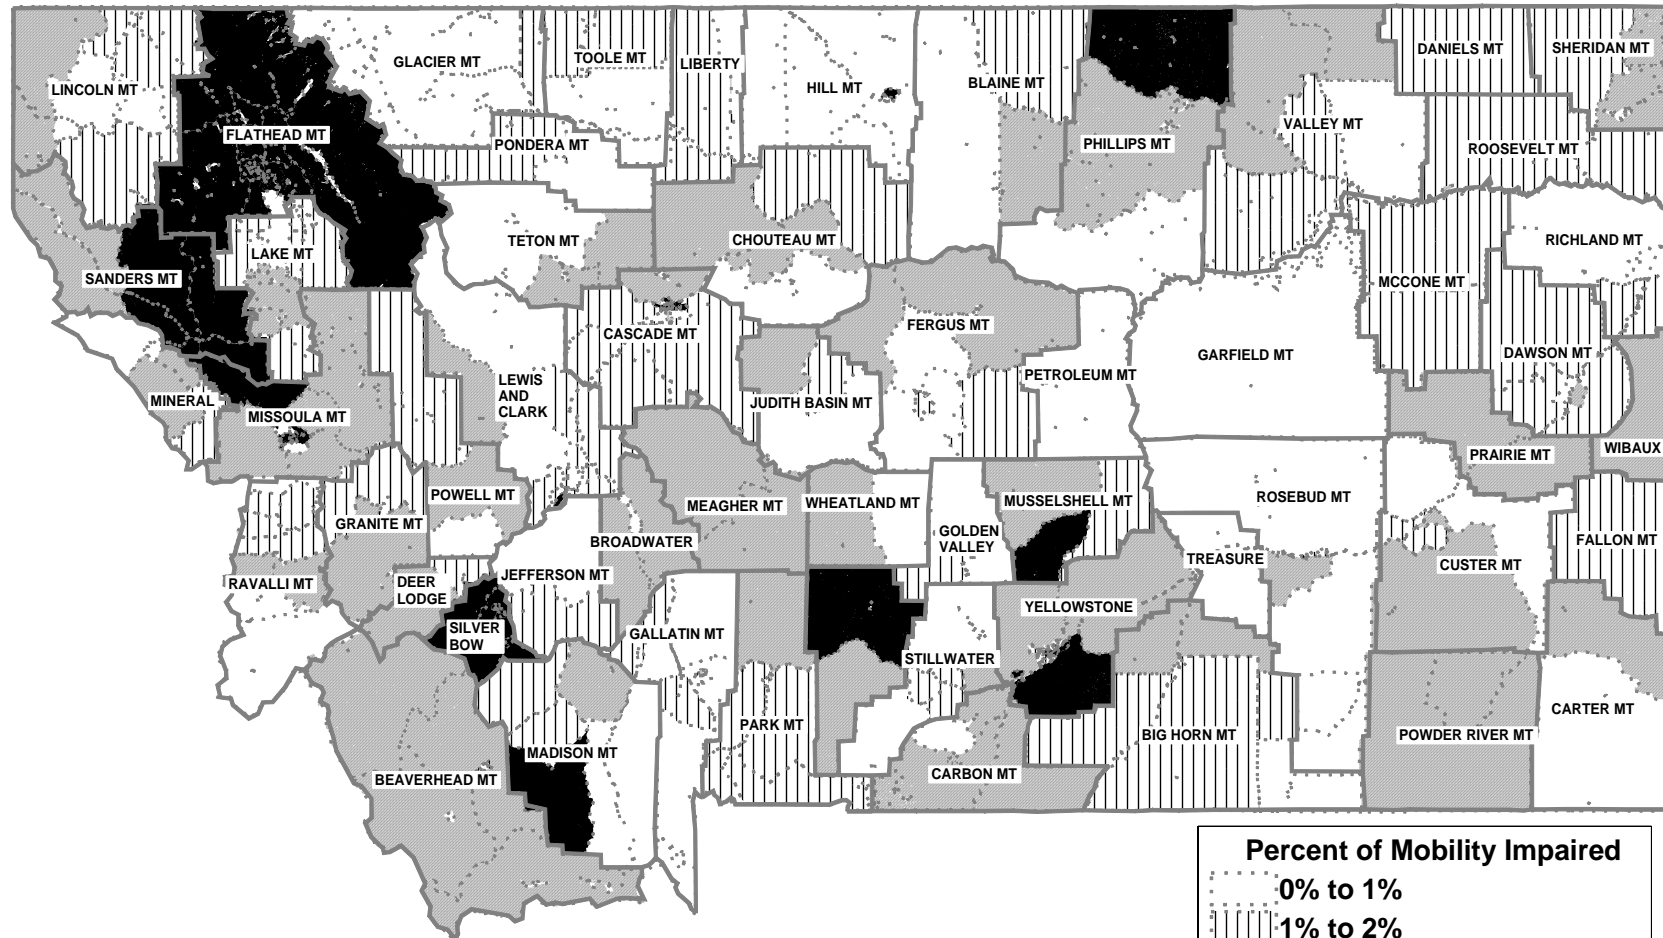 GLACIER MT
TOOLE MT
LIBERTY
HILL MT
BLAINE MT
DANIELS MT
SHERIDAN MT
LINCOLN MT
FLATHEAD MT
PONDERA MT
PHILLIPS MT
VALLEY MT
ROOSEVELT MT
SANDERS MT
LAKE MT
TETON MT
CHOUTEAU MT
MCCONE MT
RICHLAND MT
CASCADE MT
FERGUS MT
GARFIELD MT
DAWSON MT
MINERAL
MISSOULA MT
LEWIS
AND
CLARK
JUDITH BASIN MT
PETROLEUM MT
PRAIRIE MT
WIBAUX
POWELL MT
GRANITE MT
MEAGHER MT
WHEATLAND MT
MUSSELSHELL MT
ROSEBUD MT
BROADWATER
GOLDEN
VALLEY
TREASURE
CUSTER MT
FALLON MT
RAVALLI MT
DEER
LODGE
JEFFERSON MT
YELLOWSTONE
SILVER
BOW
GALLATIN MT
STILLWATER
PARK MT
BIG HORN MT
POWDER RIVER MT
CARTER MT
BEAVERHEAD MT
MADISON MT
CARBON MT
Percent of Mobility Impaired
0% to 1%
1% to 2%